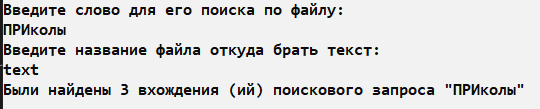 Введите слово для его поиска по файлу:
ПРИколы
Введите название файла откуда брать текст:
text
Были найдены 3 вхождения (ий) поискового запроса "ПРИколы"